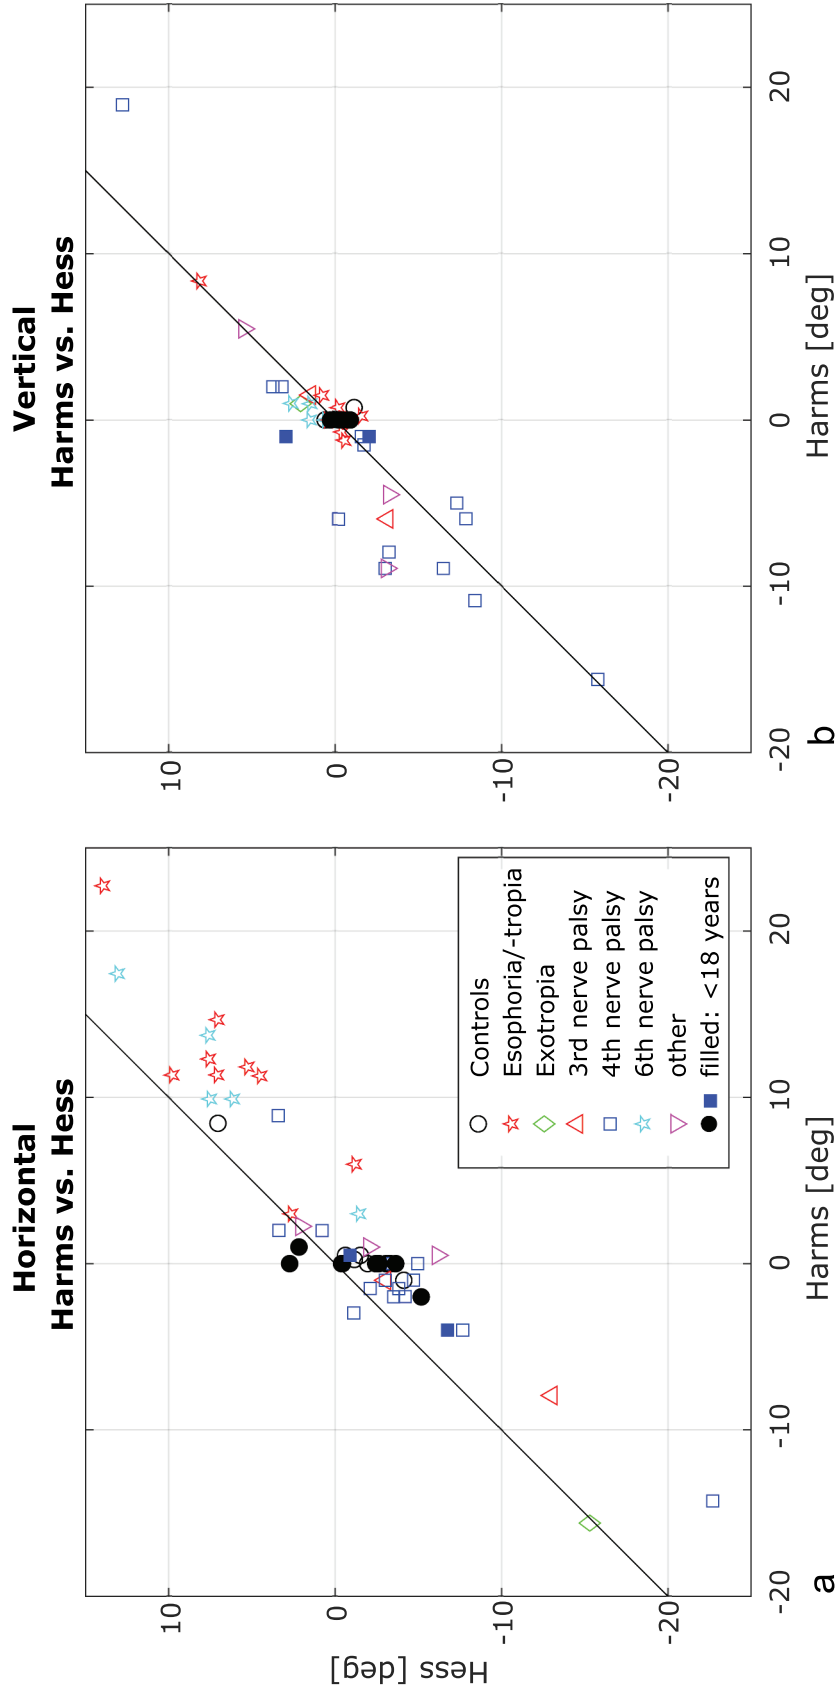 Horizontal
Harms vs. Hess
10
0
-10
-20
Hess [deg]
-20
-10
0
10
20
Harms [deg]
Controls
Esophoria/-tropia
Exotropia
3rd nerve palsy
4th nerve palsy
6th nerve palsy
other
filled: <18 years
a
Vertical
Harms vs. Hess
10
0
-10
-20
-20
-10
0
10
20
Harms [deg]
b